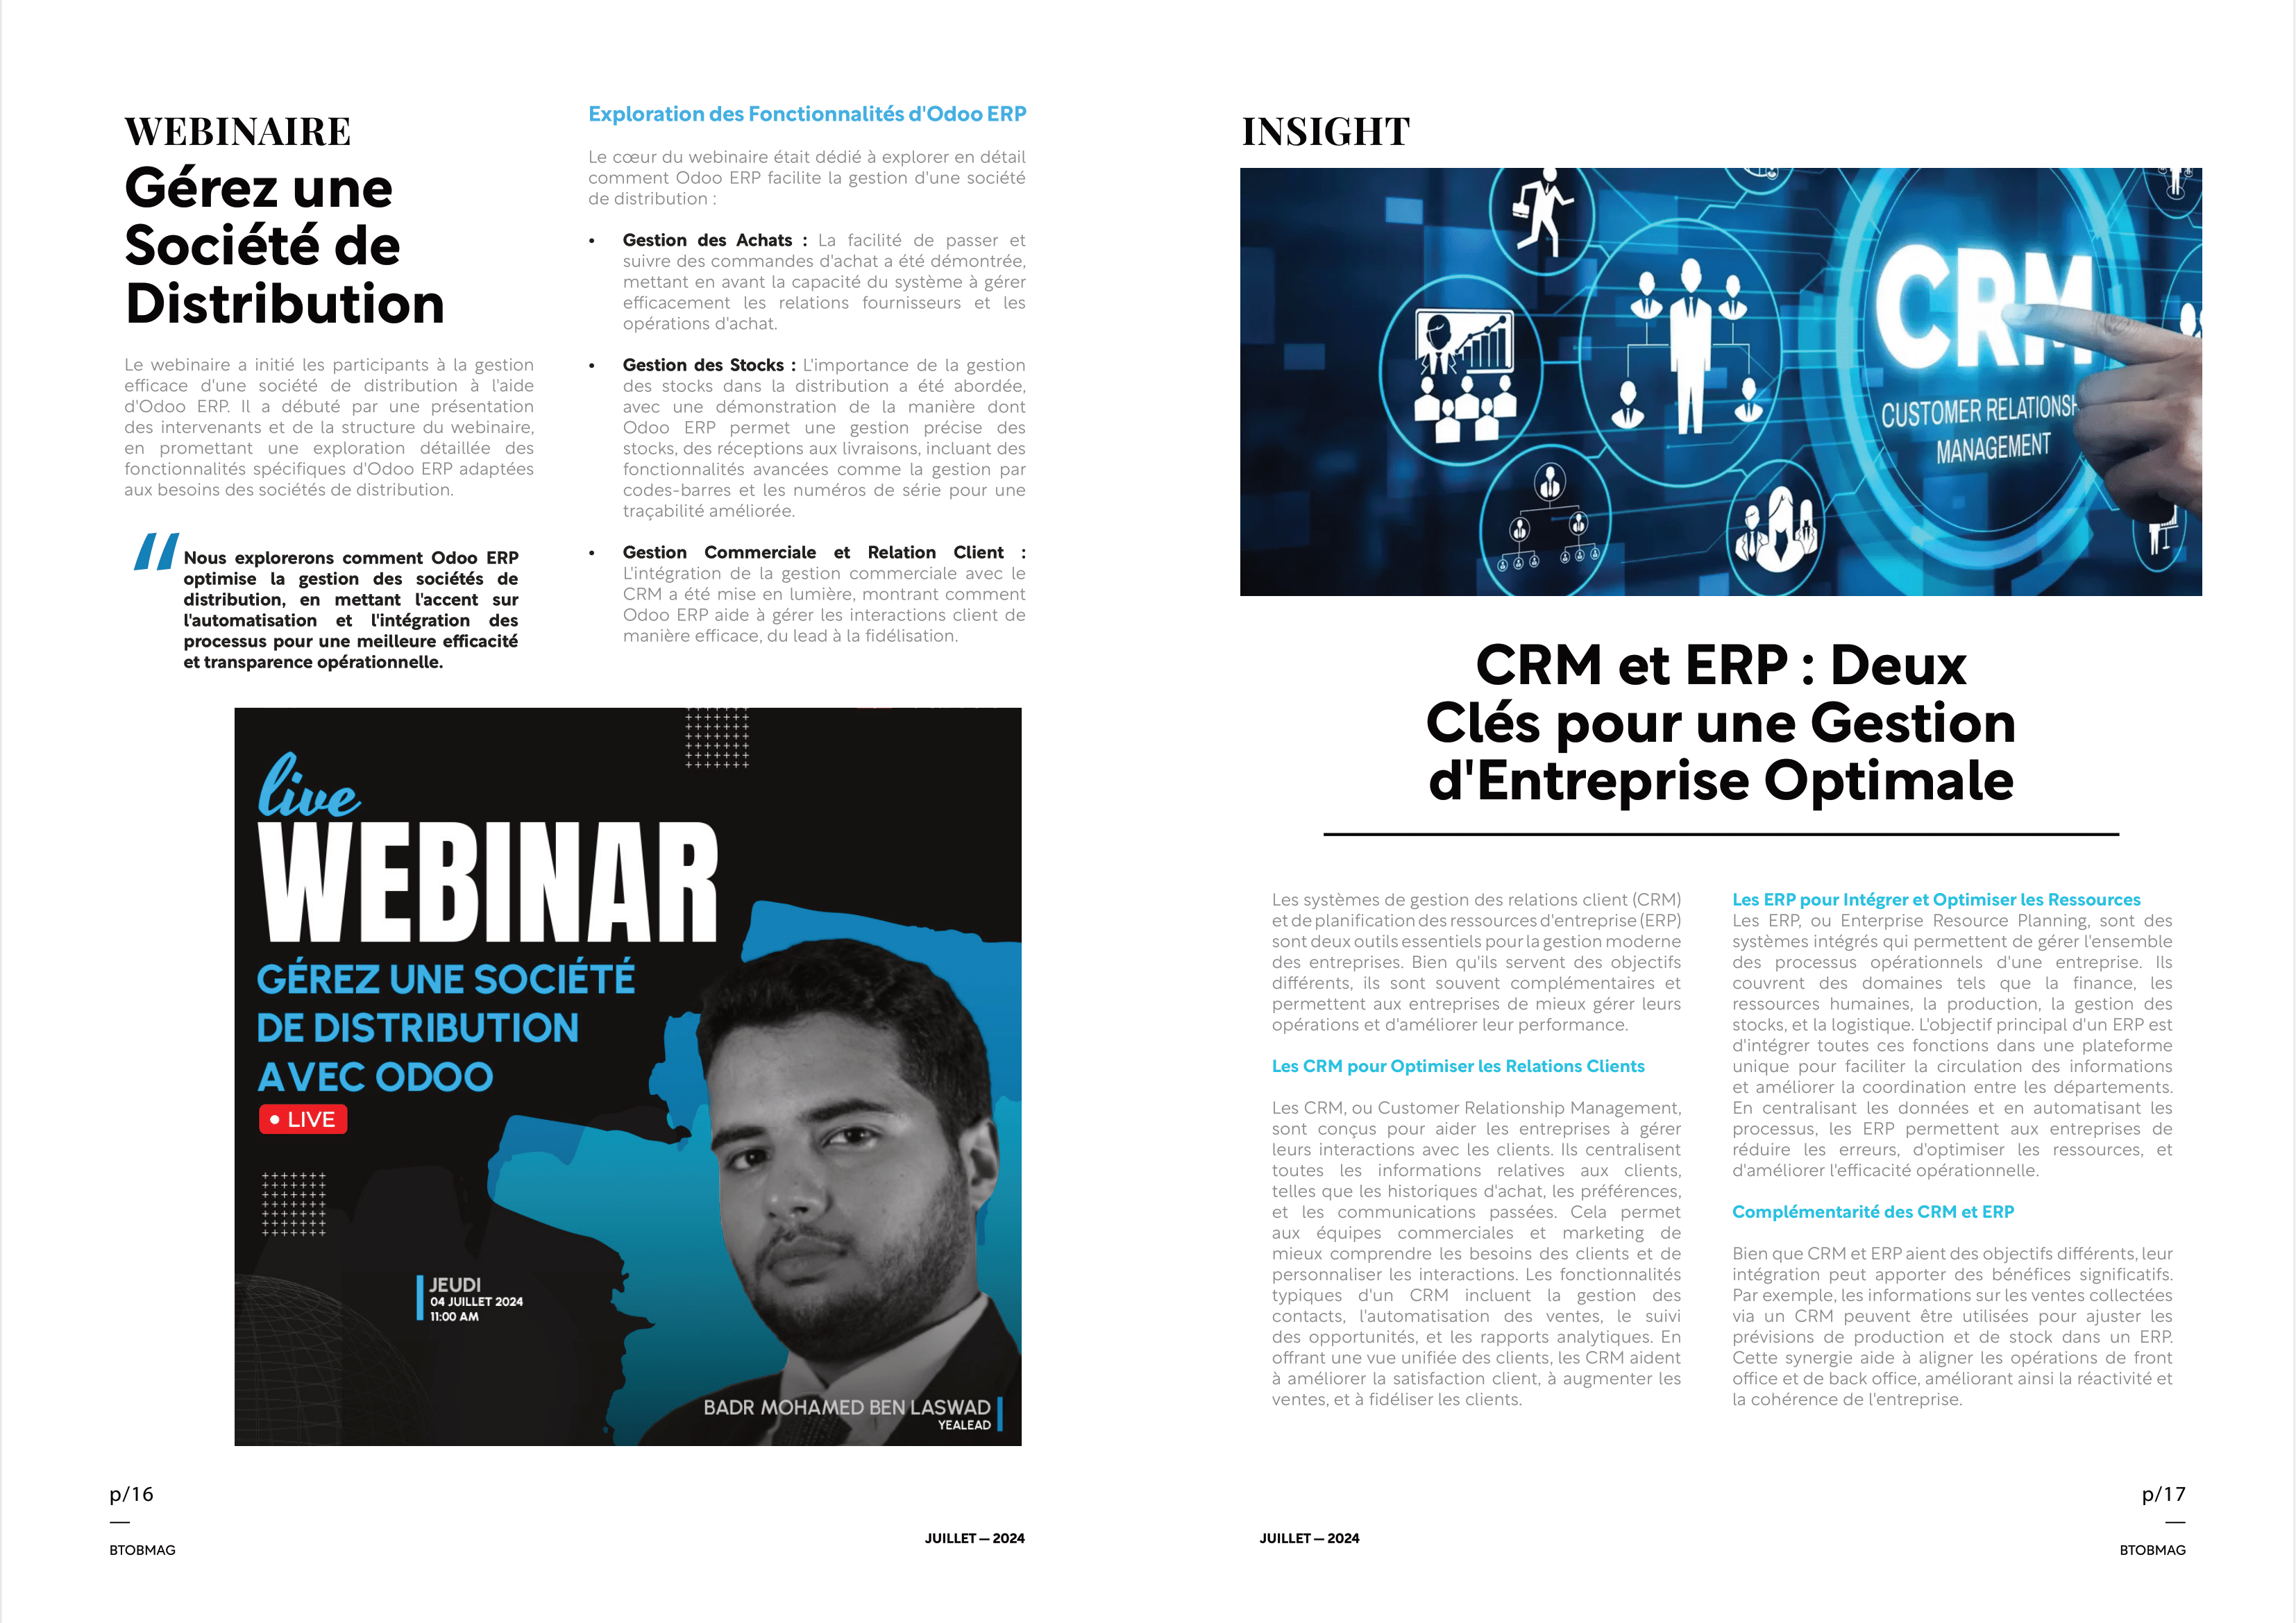 WEBINAIRE
Gérez une
Société de
Distribution
Le webinaire a initié les participants à la gestion
efficace d'une société de distribution à l'aide
d'Odoo ERP. Il a débuté par une présentation
des intervenants et de la structure du webinaire,
en promettant une exploration détaillée des
fonctionnalités spécifiques d'Odoo ERP adaptées
aux besoins des sociétés de distribution.
“
Nous explorerons comment Odoo ERP
optimise la gestion des sociétés de
distribution, en mettant l'accent sur
l'automatisation et l'intégration des
processus pour une meilleure efficacité
et transparence opérationnelle.
Exploration des Fonctionnalités d'Odoo ERP
Le cœur du webinaire était dédié à explorer en détail
comment Odoo ERP facilite la gestion d'une société
de distribution :
• Gestion des Achats : La facilité de passer et
suivre des commandes d'achat a été démontrée,
mettant en avant la capacité du système à gérer
efficacement les relations fournisseurs et les
opérations d'achat.
• Gestion des Stocks : L'importance de la gestion
des stocks dans la distribution a été abordée,
avec une démonstration de la manière dont
Odoo ERP permet une gestion précise des
stocks, des réceptions aux livraisons, incluant des
fonctionnalités avancées comme la gestion par
codes-barres et les numéros de série pour une
traçabilité améliorée.
• Gestion Commerciale et Relation Client :
L'intégration de la gestion commerciale avec le
CRM a été mise en lumière, montrant comment
Odoo ERP aide à gérer les interactions client de
manière efficace, du lead à la fidélisation.
live
WEBINAR
GÉREZ UNE SOCIÉTÉ
DE DISTRIBUTION
AVEC ODOO
• LIVE
JEUDI
04 JUILLET 2024
11:00 AM
BADR MOHAMED BEN LASWAD
YEALEAD
p/16
—
BTOBMAG
JUILLET — 2024
INSIGHT
CRM
CUSTOMER RELATIONSH
MANAGEMENT
CRM et ERP : Deux
Clés pour une Gestion
d'Entreprise Optimale
Les systèmes de gestion des relations client (CRM)
et de planification des ressources d'entreprise (ERP)
sont deux outils essentiels pour la gestion moderne
des entreprises. Bien qu'ils servent des objectifs
différents, ils sont souvent complémentaires et
permettent aux entreprises de mieux gérer leurs
opérations et d'améliorer leur performance.
Les CRM pour Optimiser les Relations Clients
Les CRM, ou Customer Relationship Management,
sont conçus pour aider les entreprises à gérer
leurs interactions avec les clients. Ils centralisent
toutes les informations relatives aux clients,
telles que les historiques d'achat, les préférences,
et les communications passées. Cela permet
aux équipes commerciales et marketing de
mieux comprendre les besoins des clients et de
personnaliser les interactions. Les fonctionnalités
typiques d'un CRM incluent la gestion des
contacts, l'automatisation des ventes, le suivi
des opportunités, et les rapports analytiques. En
offrant une vue unifiée des clients, les CRM aident
à améliorer la satisfaction client, à augmenter les
ventes, et à fidéliser les clients.
Les ERP pour Intégrer et Optimiser les Ressources
Les ERP, ou Enterprise Resource Planning, sont des
systèmes intégrés qui permettent de gérer l'ensemble
des processus opérationnels d'une entreprise. Ils
couvrent des domaines tels que la finance, les
ressources humaines, la production, la gestion des
stocks, et la logistique. L'objectif principal d'un ERP est
d'intégrer toutes ces fonctions dans une plateforme
unique pour faciliter la circulation des informations
et améliorer la coordination entre les départements.
En centralisant les données et en automatisant les
processus, les ERP permettent aux entreprises de
réduire les erreurs, d'optimiser les ressources, et
d'améliorer l'efficacité opérationnelle.
Complémentarité des CRM et ERP
Bien que CRM et ERP aient des objectifs différents, leur
intégration peut apporter des bénéfices significatifs.
Par exemple, les informations sur les ventes collectées
via un CRM peuvent être utilisées pour ajuster les
prévisions de production et de stock dans un ERP.
Cette synergie aide à aligner les opérations de front
office et de back office, améliorant ainsi la réactivité et
la cohérence de l'entreprise.
JUILLET — 2024
p/17
—
BTOBMAG